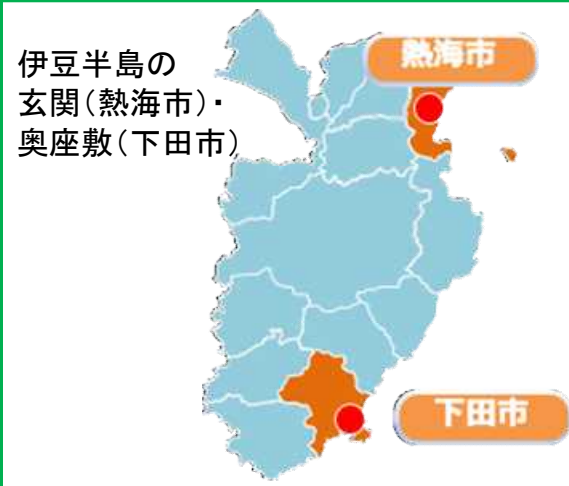 伊豆半島の
玄関(熱海市)・
奥座敷(下田市)
熱海市
下田市